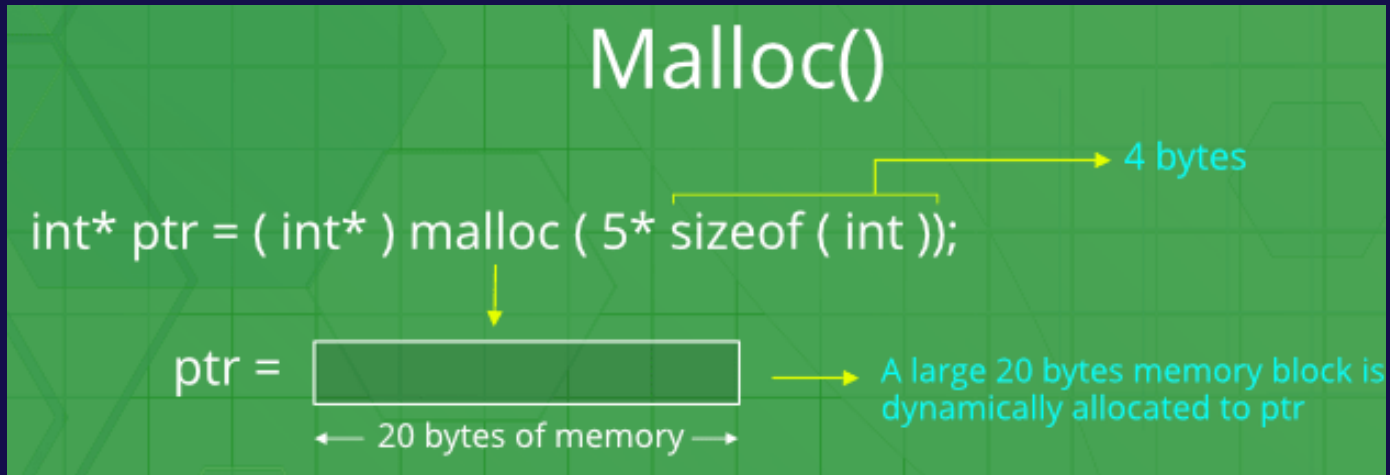 Malloc()
4 bytes
int* ptr = ( int* ) malloc ( 5* sizeof ( int ));
ptr =
A large 20 bytes memory block is
dynamically allocated to ptr
20 bytes of memory